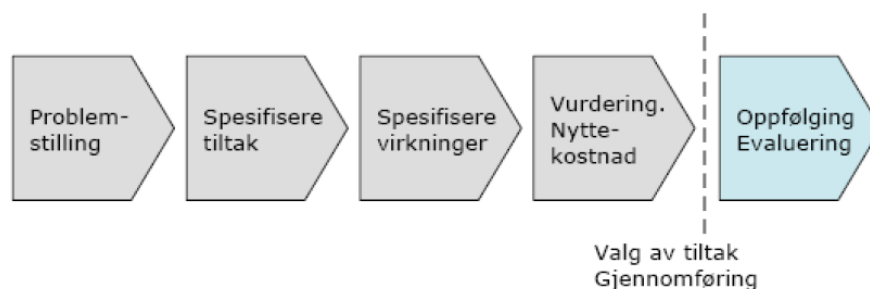 Problem-
stilling
Spesifisere
tiltak
Spesifisere
virkninger
Vurdering.
Nytte-
kostnad
Oppfølging
Evaluering
Valg av tiltak
Gjennomføring